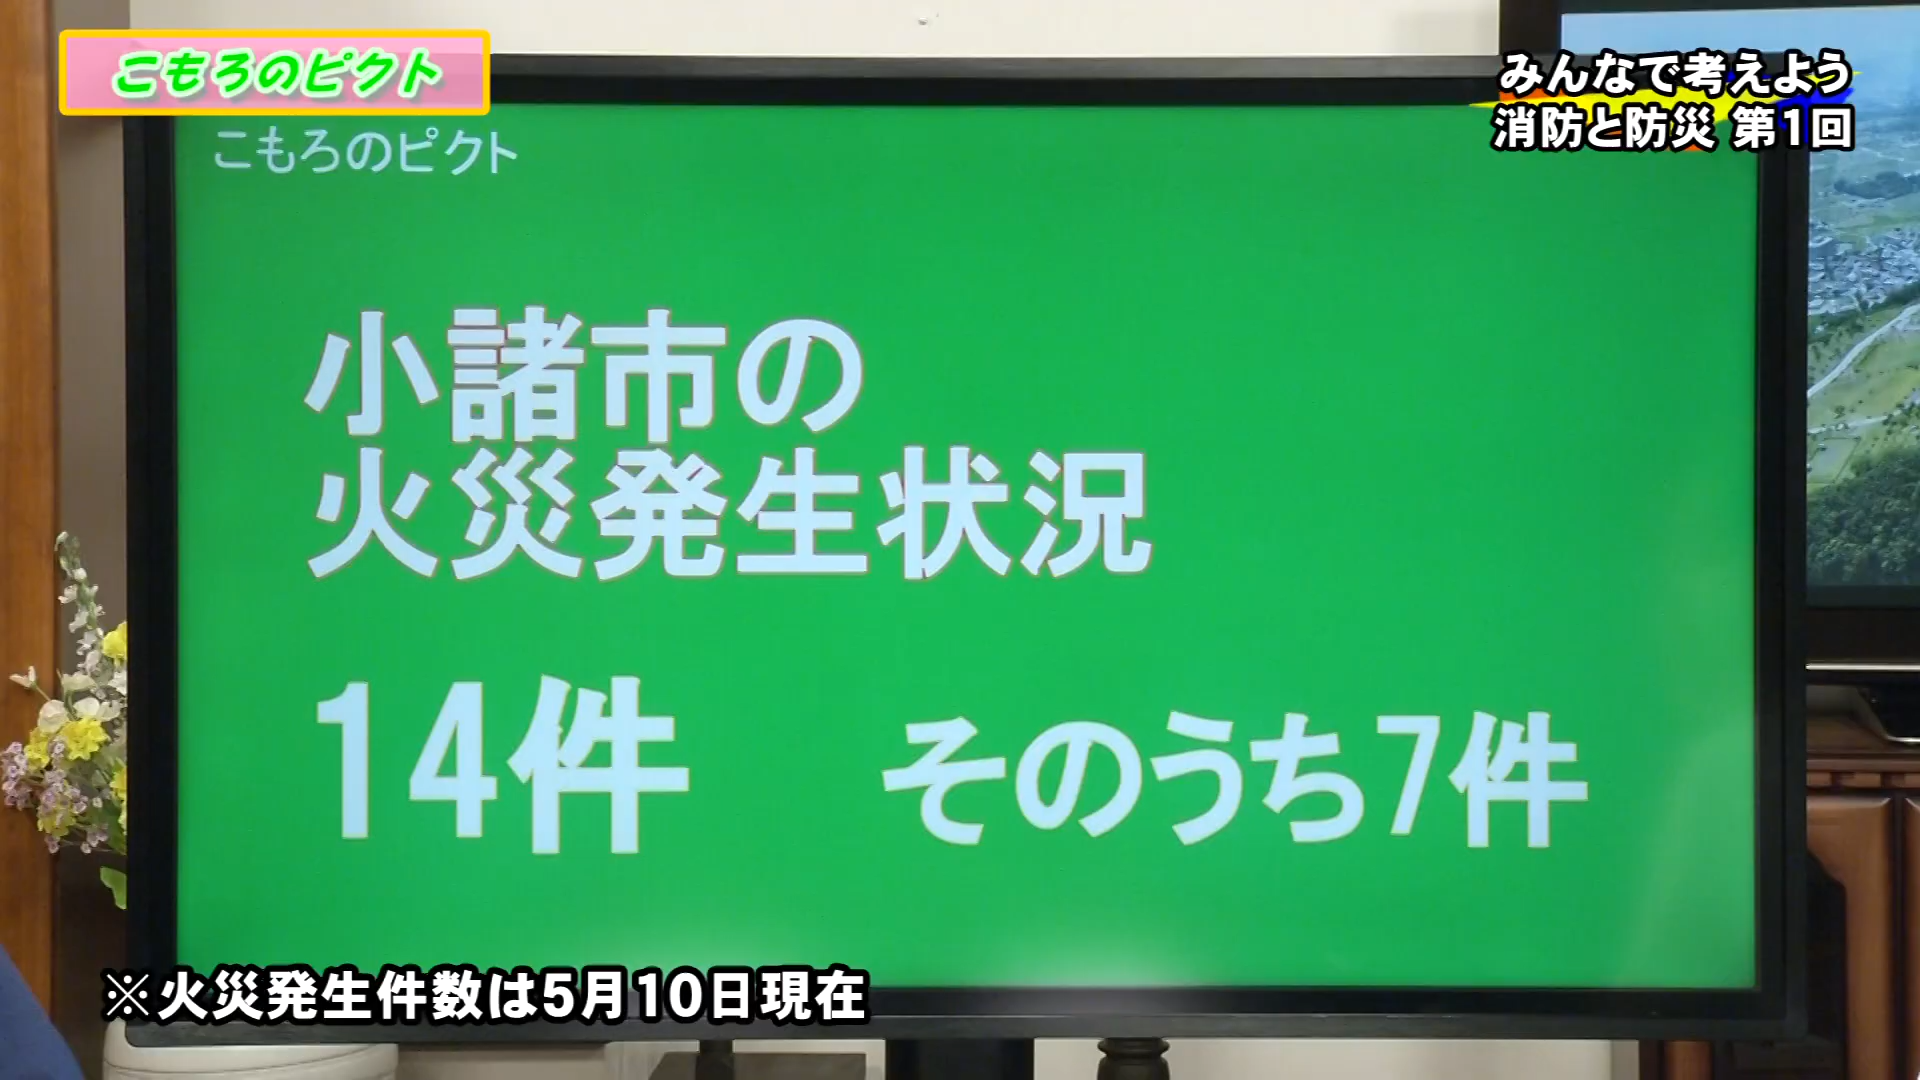 こもろのピクト
みんなで考えよう
消防と防災 第1回
こもろのピクト
小諸市の
火災発生状況
14件 そのうち7件
※火災発生件数は5月10日現在